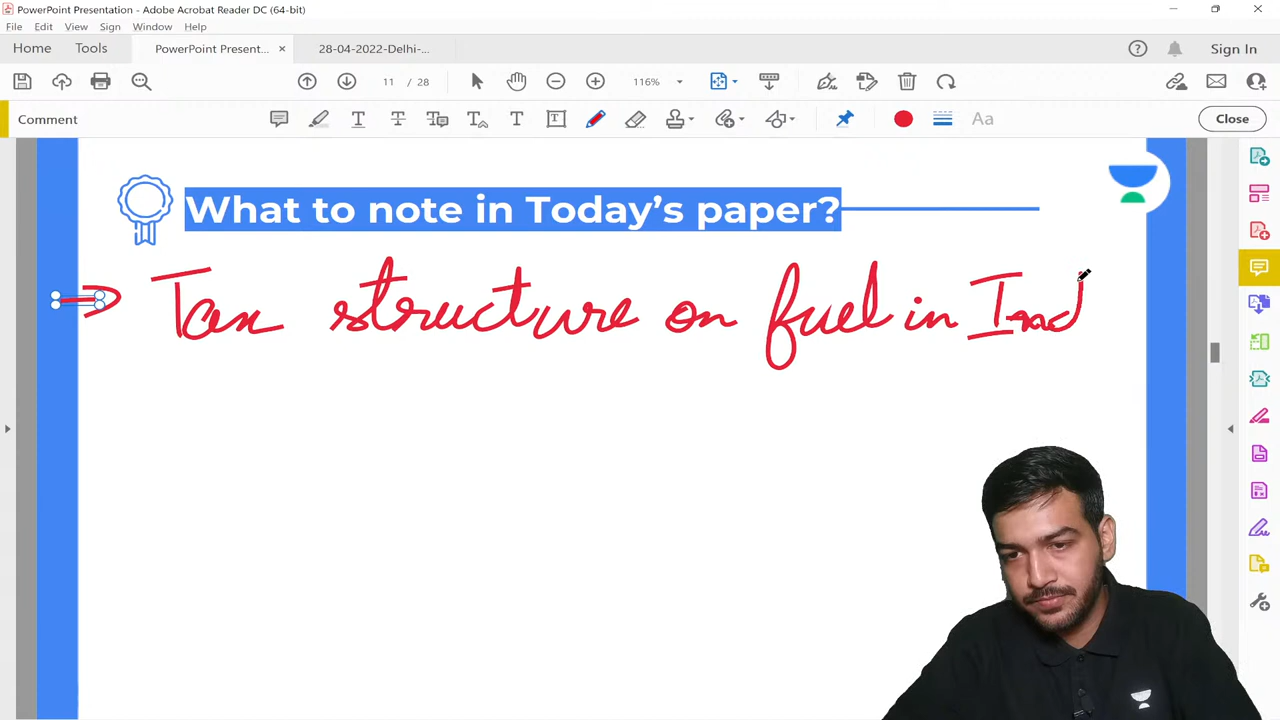 PowerPoint Presentation - Adobe Acrobat Reader DC (64-bit)
File Edit View Sign Window Help
Home Tools PowerPoint Present... × 28-04-2022-Delhi-... Sign In
11 / 28 116%
Comment Aa Close
What to note in Today's paper?
⇒ Tax structure on fuel in Ind